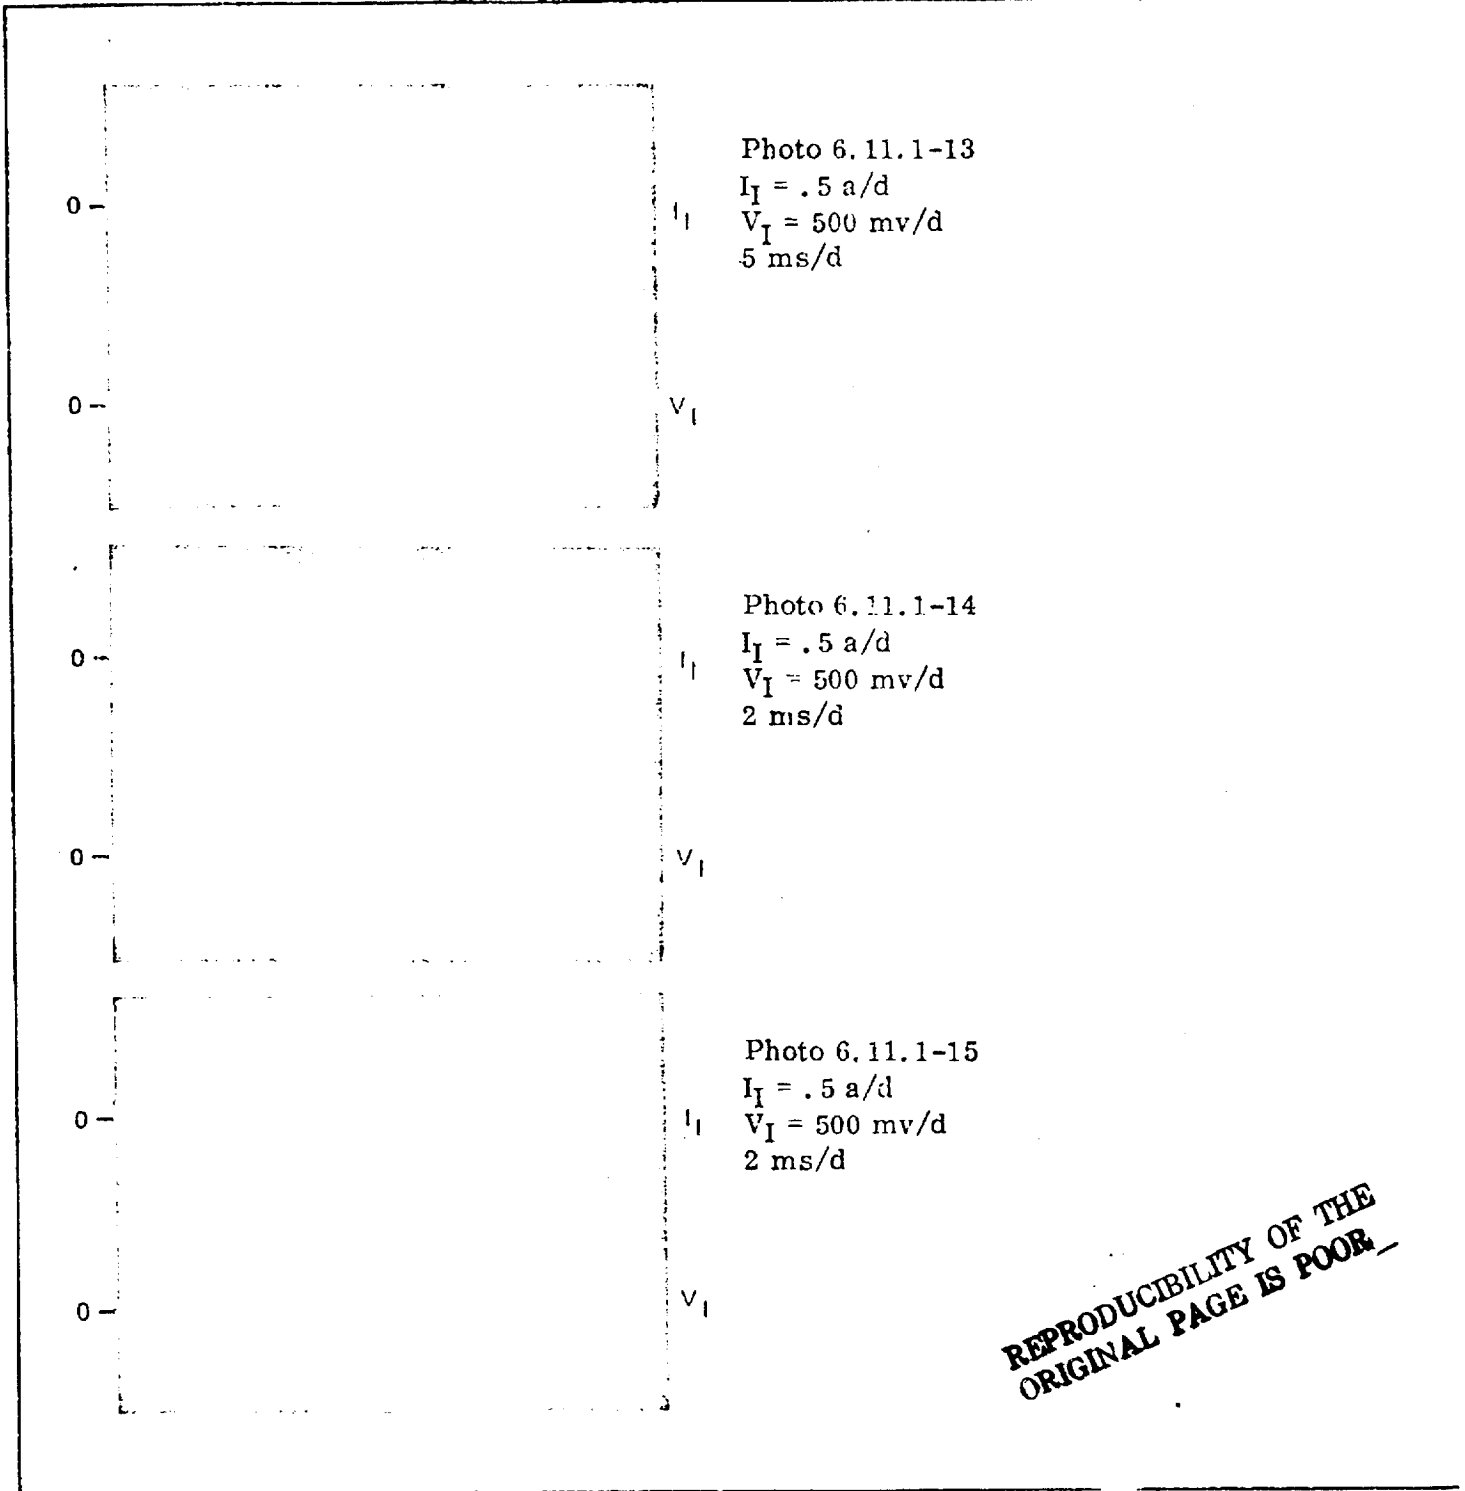 Photo 6.11.1-13
I_I = .5 a/d
0 –
I_I
V_I = 500 mv/d
5 ms/d
0 –
V_I
Photo 6.11.1-14
I_I = .5 a/d
0 –
I_I
V_I = 500 mv/d
2 ms/d
0 –
V_I
Photo 6.11.1-15
I_I = .5 a/d
0 –
I_I
V_I = 500 mv/d
2 ms/d
0 –
V_I
REPRODUCIBILITY OF THE
ORIGINAL PAGE IS POOR